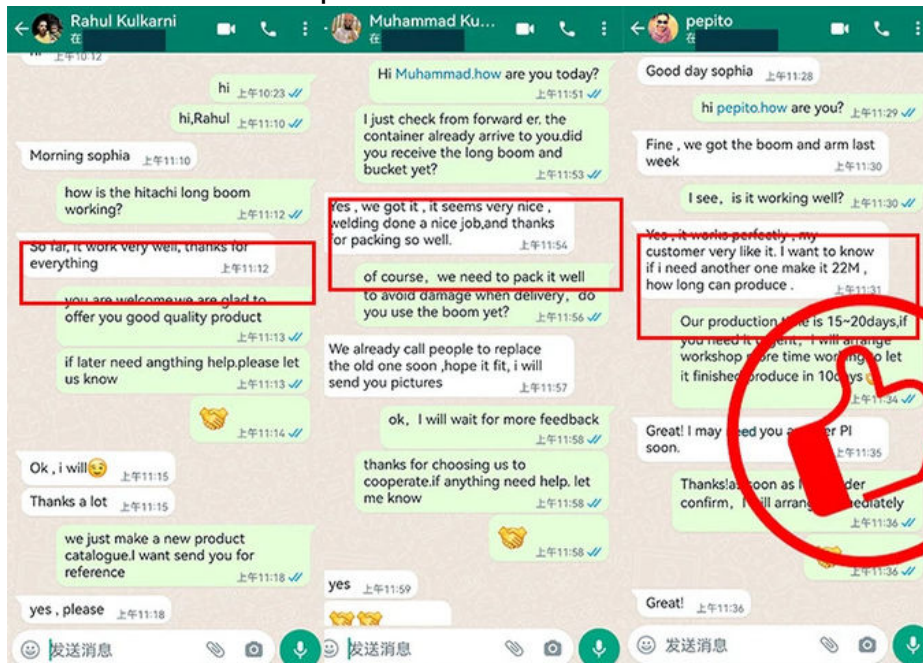 Rahul Kulkarni
在
上午10:12
hi 上午10:23
hi,Rahul 上午11:10
Morning sophia 上午11:10
how is the hitachi long boom
working? 上午11:12
So far, it work very well, thanks for
everything 上午11:12
you are welcome.we are glad to
offer you good quality product
上午11:13
if later need angthing help.please let
us know 上午11:13
🤝 上午11:14
Ok , i will😉 上午11:15
Thanks a lot 上午11:15
we just make a new product
catalogue.I want send you for
reference 上午11:18
yes , please 上午11:18
发送消息
Muhammad Ku...
在
Hi Muhammad.how are you today?
上午11:51
I just check from forward er, the
container already arrive to you.did
you receive the long boom and
bucket yet? 上午11:53
Yes , we got it , it seems very nice ,
welding done a nice job,and thanks
for packing so well. 上午11:54
of course，we need to pack it well
to avoid damage when delivery，do
you use the boom yet? 上午11:56
We already call people to replace
the old one soon ,hope it fit, i will
send you pictures 上午11:57
ok，I will wait for more feedback
上午11:58
thanks for choosing us to
cooperate.if anything need help. let
me know 上午11:58
🤝 上午11:58
yes 上午11:59
🤝🤝
发送消息
pepito
在
Good day sophia 上午11:28
hi pepito.how are you? 上午11:29
Fine , we got the boom and arm last
week 上午11:30
I see，is it working well? 上午11:30
Yes , it works perfectly , my
customer very like it. I want to know
if i need another one make it 22M ,
how long can produce . 上午11:31
Our production time is 15~20days,if
you need it urgent，I will arrange
workshop more time working so let
it finished produce in 10days
上午11:34
Great! I may need you another PI
soon. 上午11:35
Thanks!as soon as
confirm， 上午11:36
🤝 上午11:36
Great! 上午11:36
发送消息